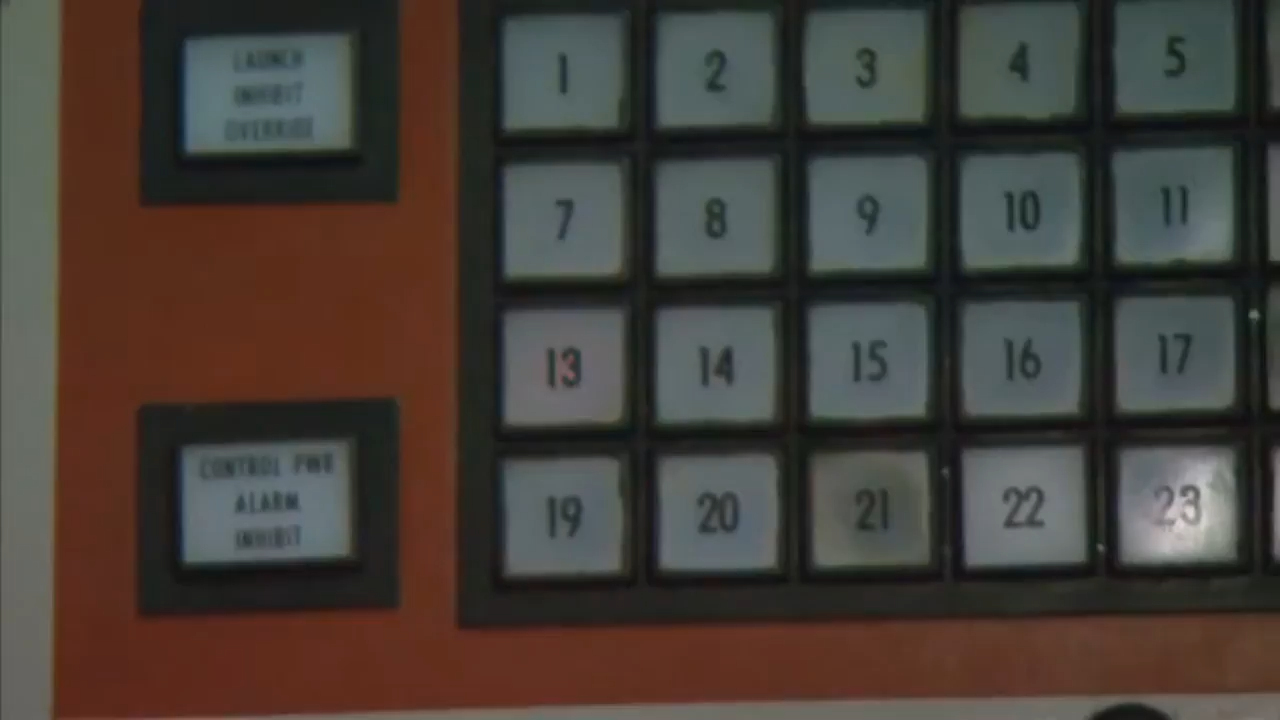 LAUNCH
INHIBIT
OVERRIDE
1 2 3 4 5
7 8 9 10 11
13 14 15 16 17
CONTROL PWR
ALARM
INHIBIT
19 20 21 22 23